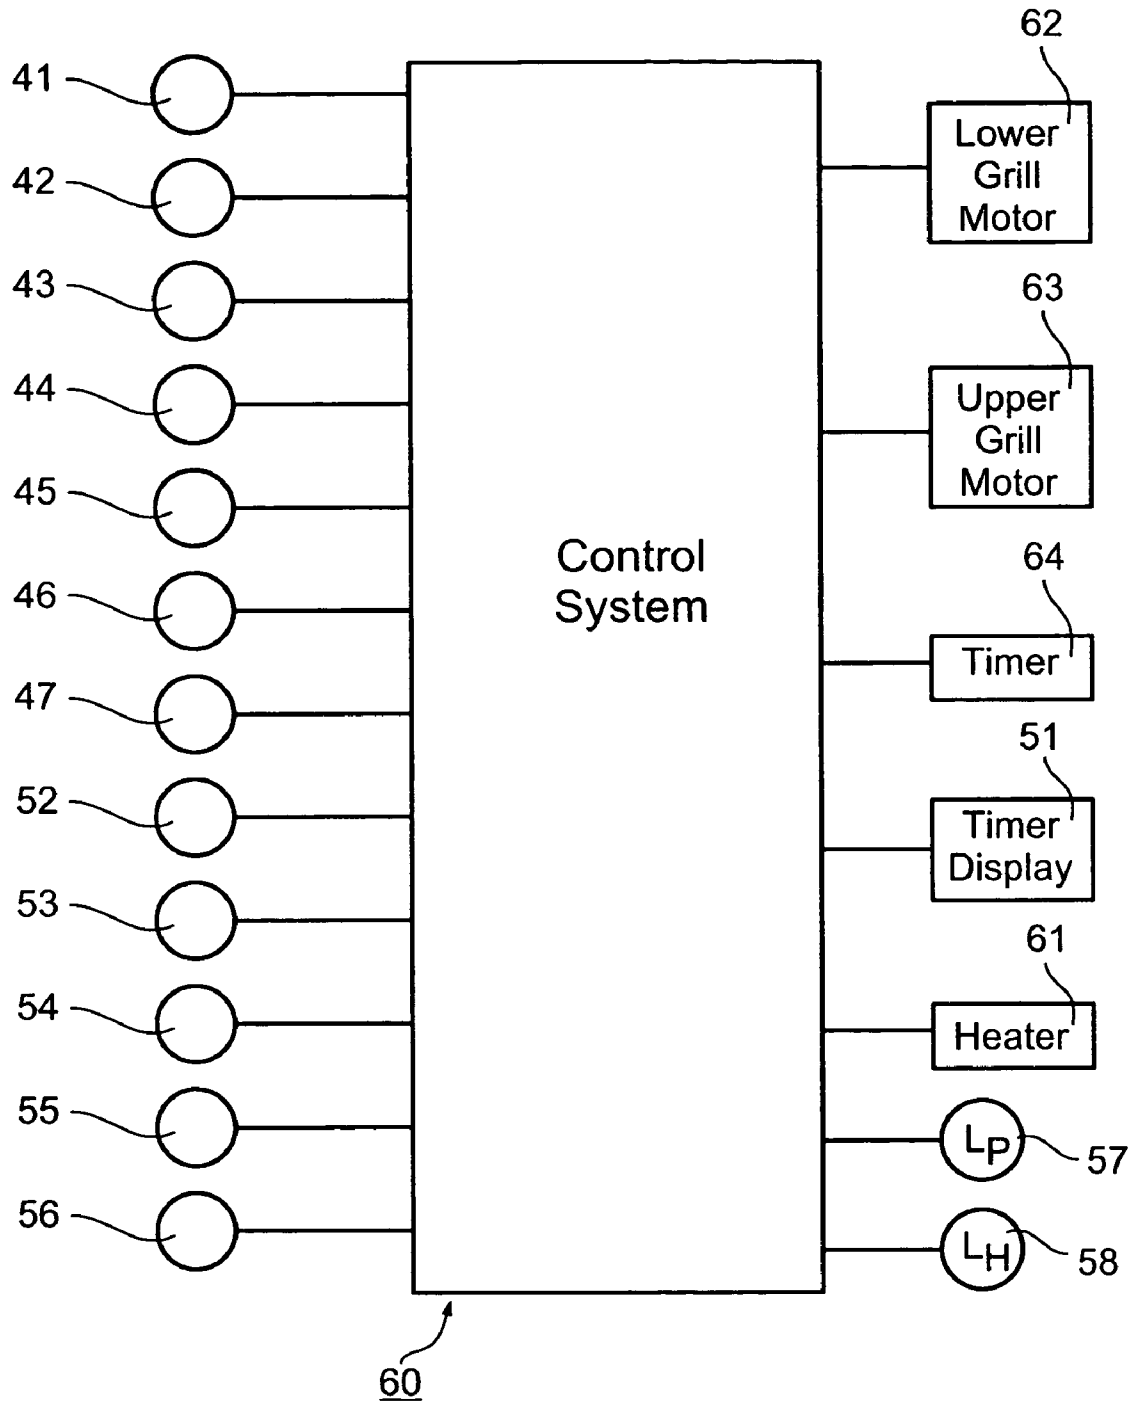 41
42
43
44
45
46
47
52
53
54
55
56
Control
System
60
62
Lower
Grill
Motor
63
Upper
Grill
Motor
64
Timer
51
Timer
Display
61
Heater
LP
57
LH
58